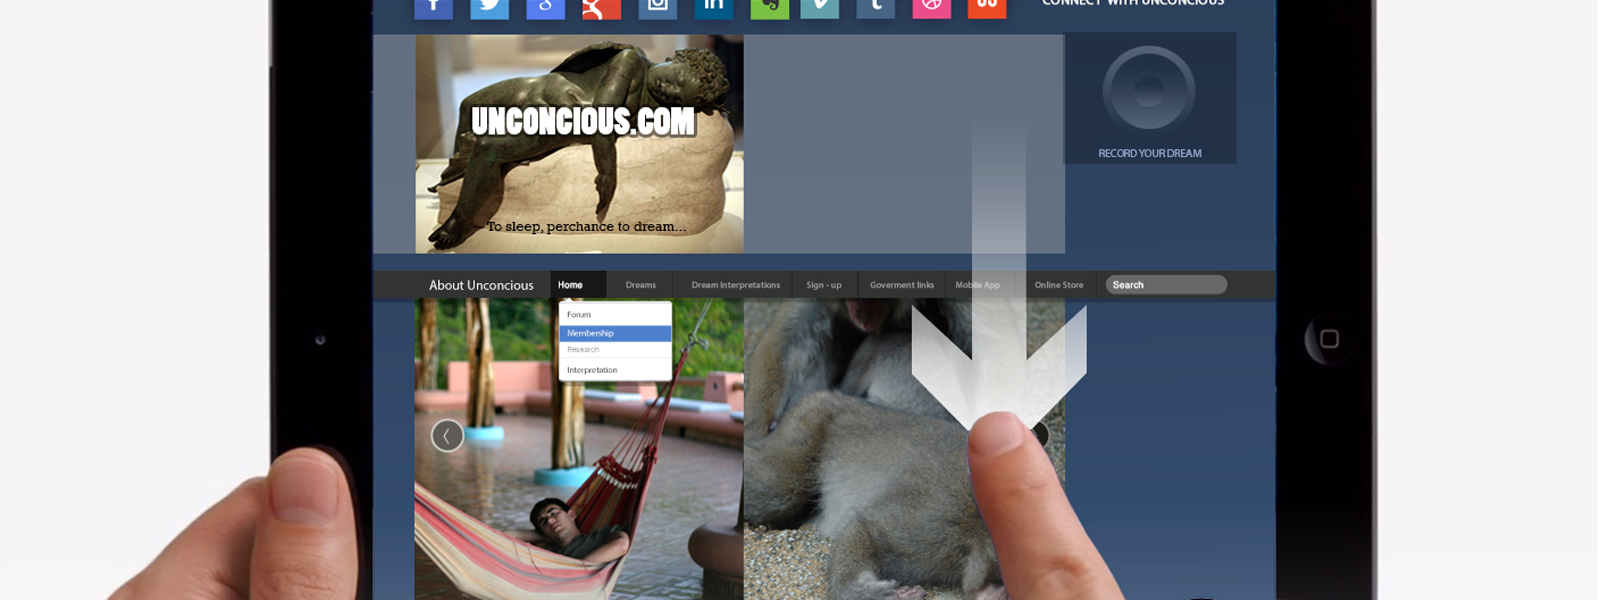 CONNECT WITH UNCONCIOUS
UNCONCIOUS.COM
To sleep, perchance to dream...
RECORD YOUR DREAM
About Unconcious
Home
Dreams
Dream Interpretations
Sign - up
Goverment links
Mobile App
Online Store
Search
Forum
Membership
Research
Interpretation